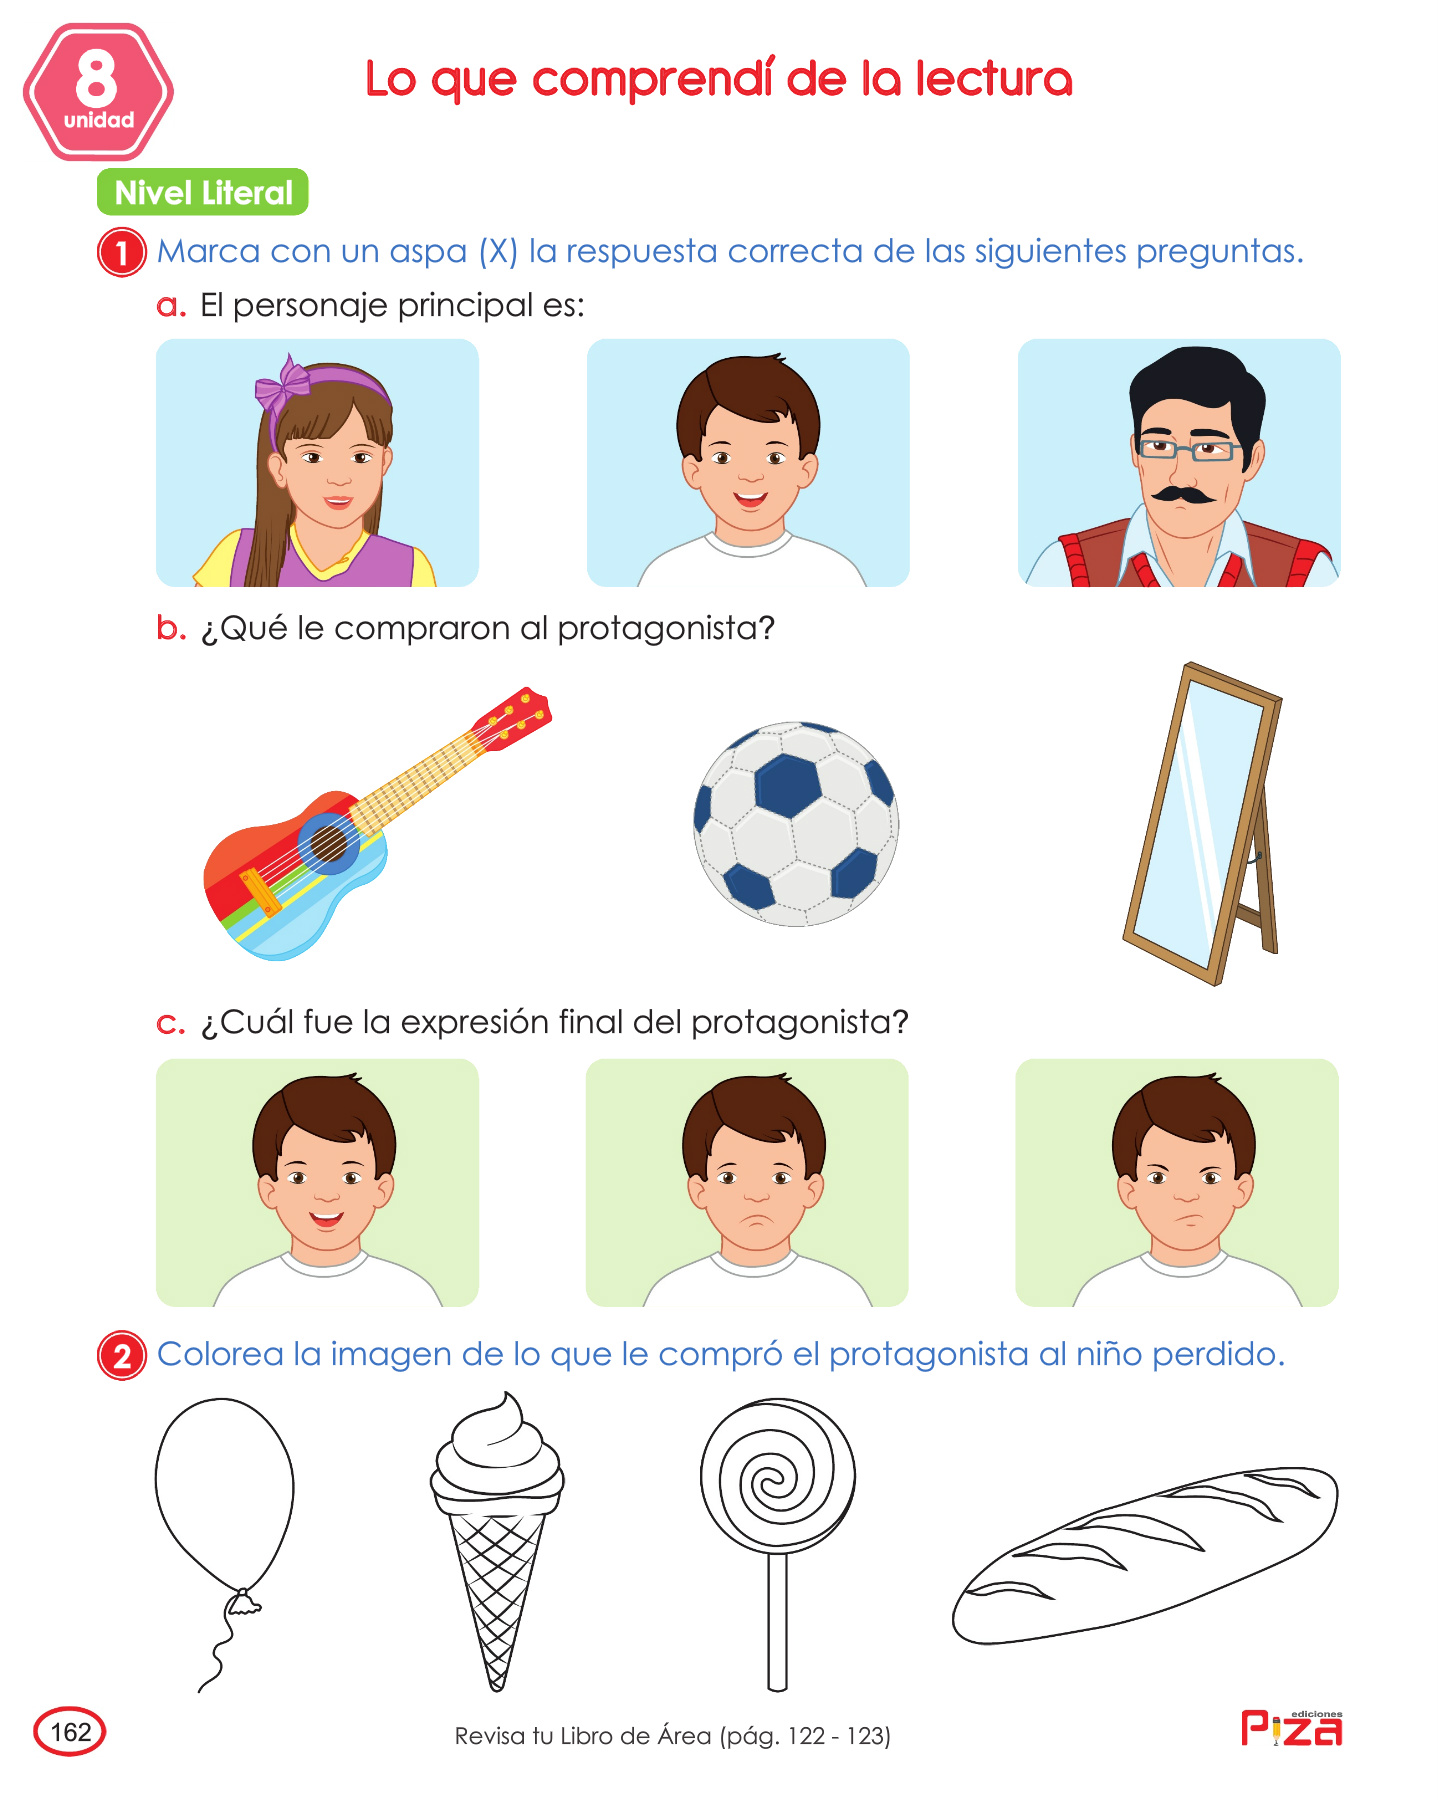 8
unidad
Lo que comprendí de la lectura
Nivel Literal
1 Marca con un aspa (X) la respuesta correcta de las siguientes preguntas.
a. El personaje principal es:
b. ¿Qué le compraron al protagonista?
c. ¿Cuál fue la expresión final del protagonista?
2 Colorea la imagen de lo que le compró el protagonista al niño perdido.
162
Revisa tu Libro de Área (pág. 122 - 123)
ediciones
Piza